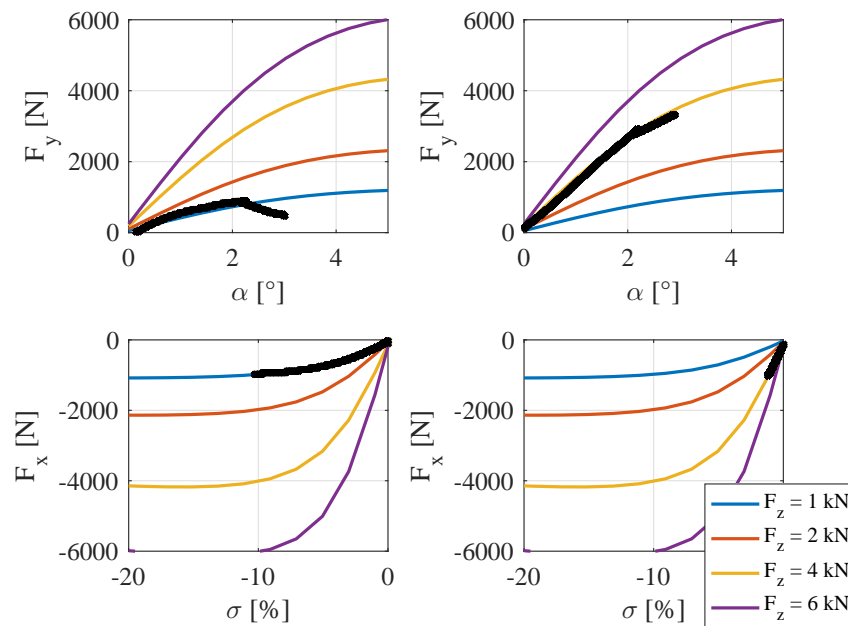 6000
4000
2000
0
F_y [N]
0 2 4
α [°]
6000
4000
2000
0
F_y [N]
0 2 4
α [°]
0
-2000
-4000
-6000
F_x [N]
-20 -10 0
σ [%]
0
-2000
-4000
-6000
F_x [N]
-20 -10
σ [%]
F_z = 1 kN
F_z = 2 kN
F_z = 4 kN
F_z = 6 kN